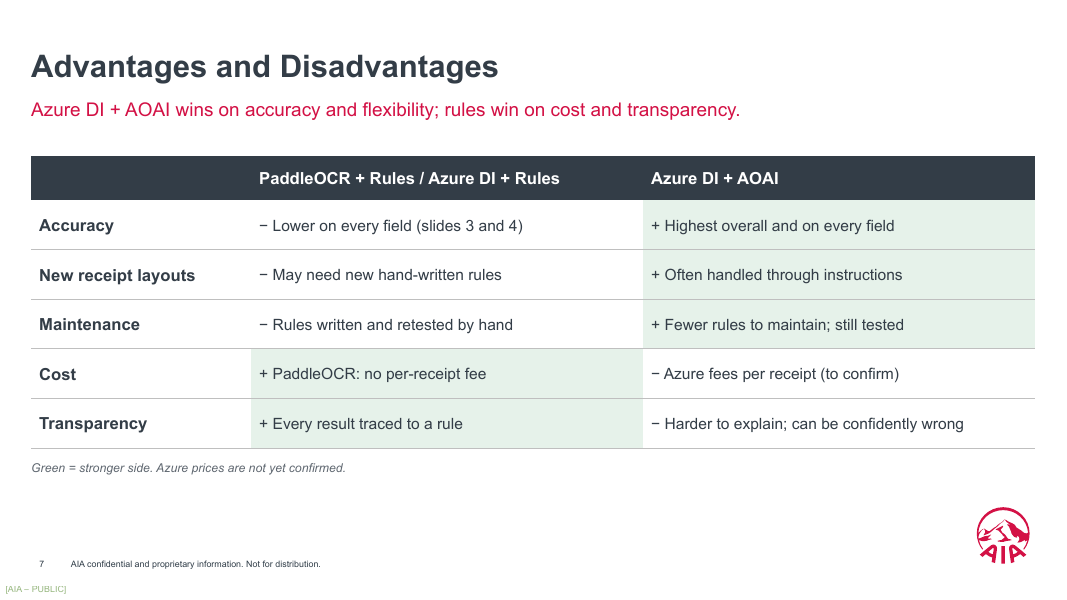 Advantages and Disadvantages
Azure DI + AOAI wins on accuracy and flexibility; rules win on cost and transparency.
PaddleOCR + Rules / Azure DI + Rules Azure DI + AOAI
Accuracy − Lower on every field (slides 3 and 4) + Highest overall and on every field
New receipt layouts − May need new hand-written rules + Often handled through instructions
Maintenance − Rules written and retested by hand + Fewer rules to maintain; still tested
Cost + PaddleOCR: no per-receipt fee − Azure fees per receipt (to confirm)
Transparency + Every result traced to a rule − Harder to explain; can be confidently wrong
Green = stronger side. Azure prices are not yet confirmed.
AIA
7 AIA confidential and proprietary information. Not for distribution.
[AIA – PUBLIC]